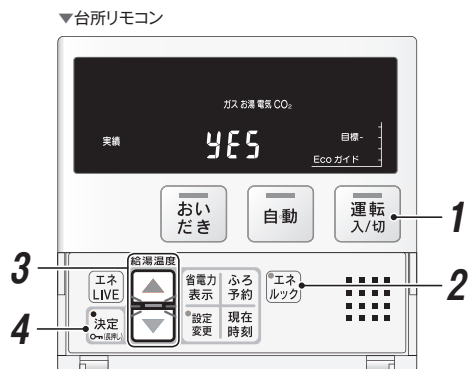 ▼台所リモコン
ガス お湯 電気 CO₂
実績
YES
目標-
Eco ガイド
おい
だき
自動
運転
入/切
1
3
給湯温度
エネ
LIVE
省電力
表示
ふろ
予約
エネ
ルック
2
4
決定
(長押し)
設定
変更
現在
時刻